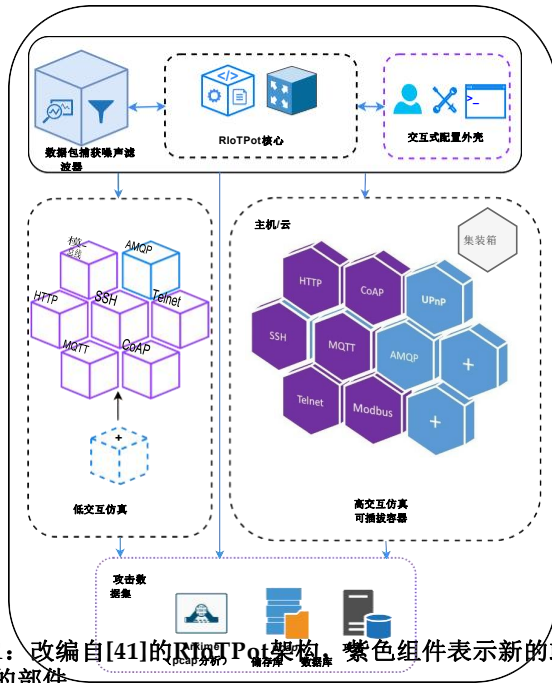 数据包捕获噪声滤
波器
RIoTPot核心
交互式配置外壳
>_
</>
主机/云
集装箱
AMQP
HTTP
SSH
Telnet
MQTT
CoAP
+
低交互仿真
HTTP
CoAP
UPnP
SSH
MQTT
AMQP
+
Telnet
Modbus
+
高交互仿真
可插拔容器
攻击数
据集
(pcap分析)
储存库
数据库
：改编自[41]的RIoTPot架构，紫色组件表示新的
的部件